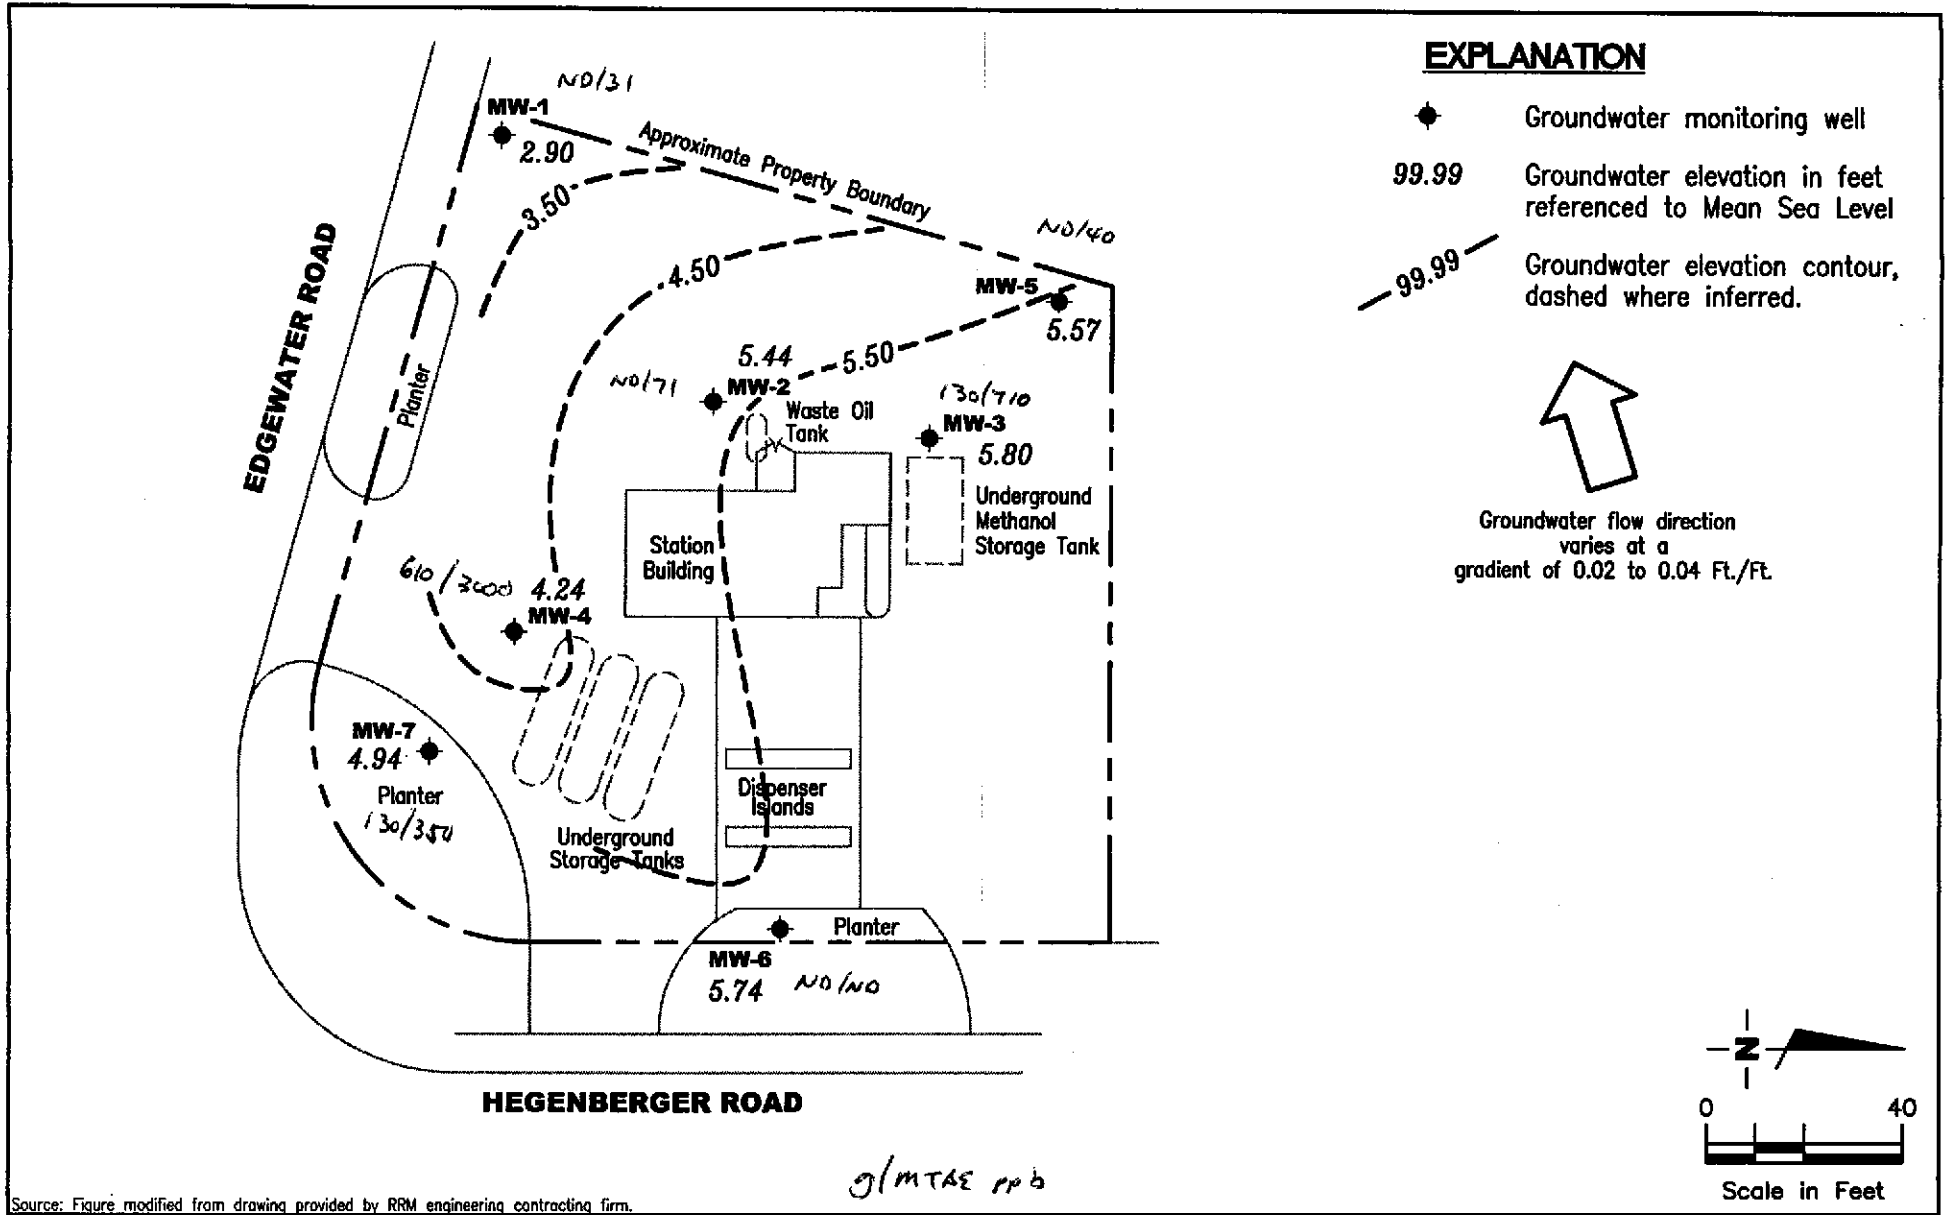 EXPLANATION
Groundwater monitoring well
99.99
Groundwater elevation in feet
referenced to Mean Sea Level
99.99
Groundwater elevation contour,
dashed where inferred.
Groundwater flow direction
varies at a
gradient of 0.02 to 0.04 Ft./Ft.
ND/31
MW-1
2.90
Approximate Property Boundary
3.50
ND/40
4.50
MW-5
5.57
EDGEWATER ROAD
Planter
5.44
5.50
ND/71
MW-2
Waste Oil
Tank
130/710
MW-3
5.80
Underground
Methanol
Storage Tank
Station
Building
610/3000
4.24
MW-4
MW-7
4.94
Planter
130/350
Dispenser
Islands
Underground
Storage Tanks
Planter
MW-6
5.74
ND/ND
HEGENBERGER ROAD
N
0 40
Scale in Feet
ppb
Source: Figure modified from drawing provided by RRM engineering contracting firm.